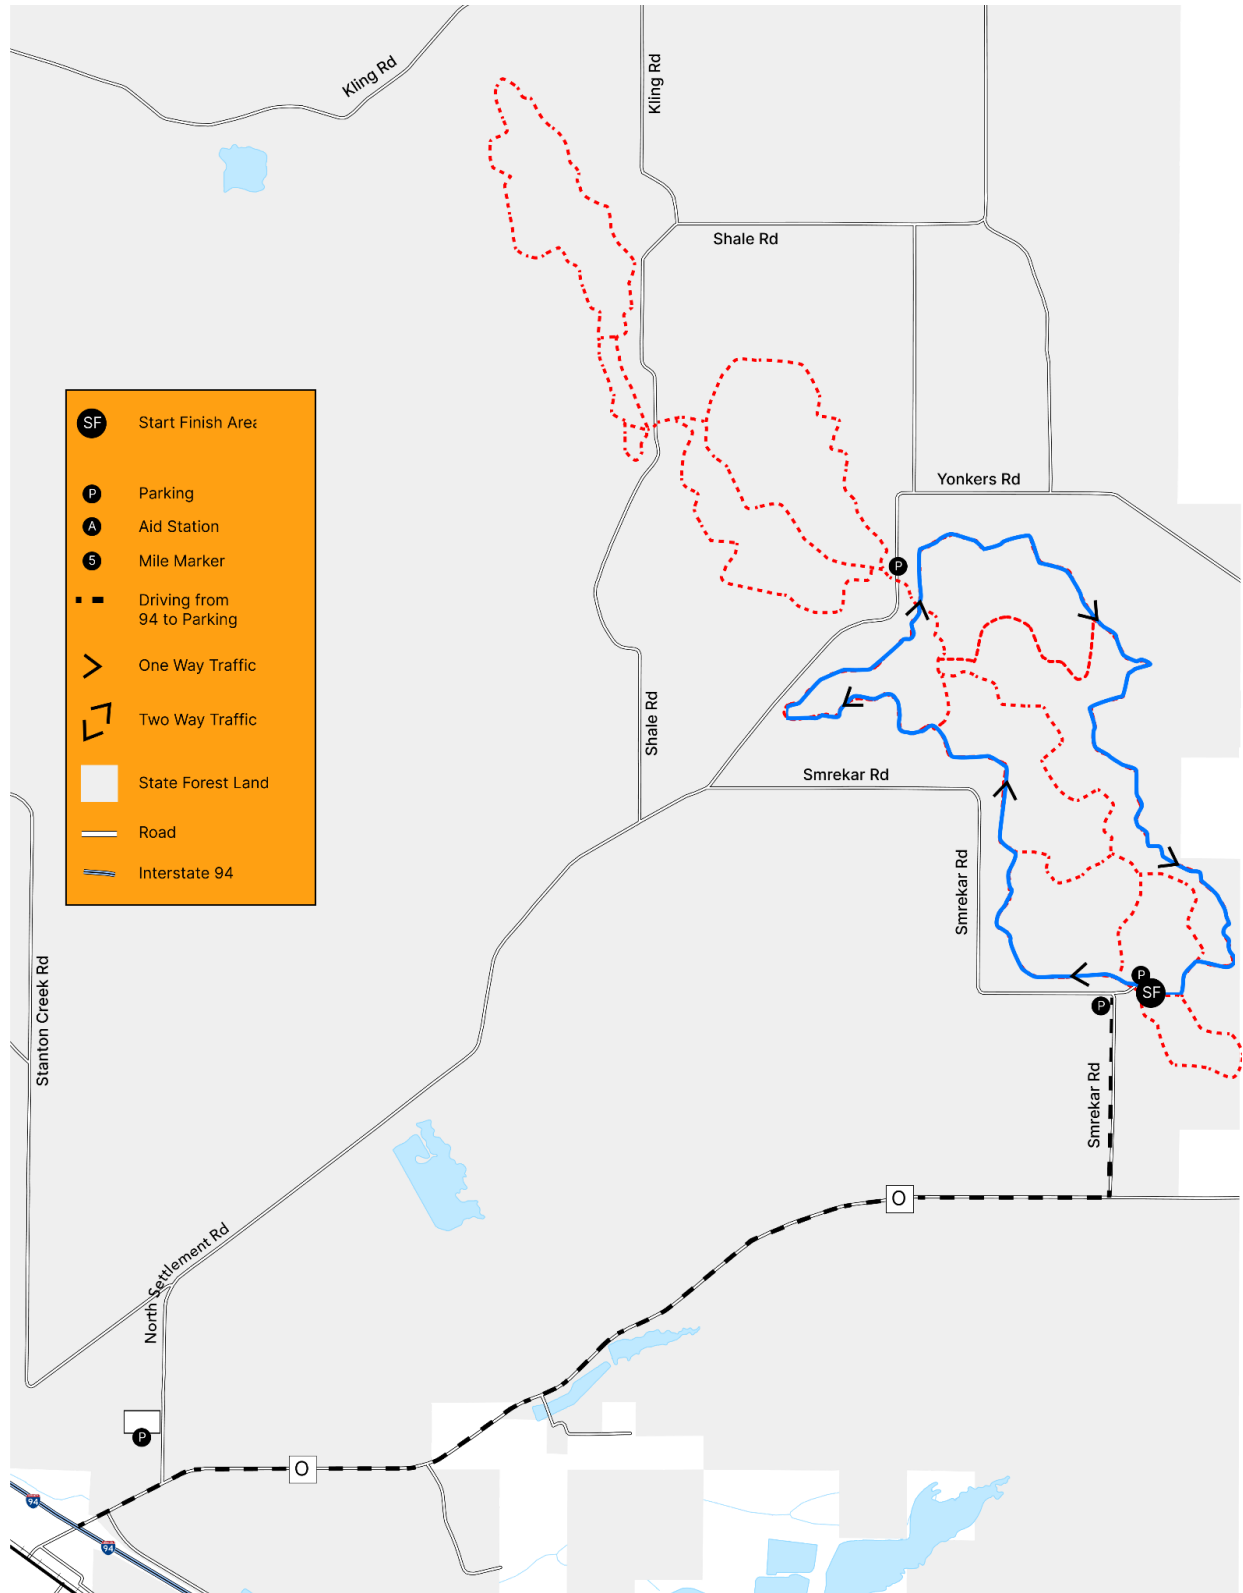 Kling Rd
Kling Rd
Shale Rd
Yonkers Rd
P
SF Start Finish Area
P Parking
A Aid Station
5 Mile Marker
Driving from
94 to Parking
One Way Traffic
Two Way Traffic
State Forest Land
Road
Interstate 94
Shale Rd
Smrekar Rd
Smrekar Rd
Stanton Creek Rd
P
SF
P
Smrekar Rd
O
North Settlement Rd
P
O
94
94